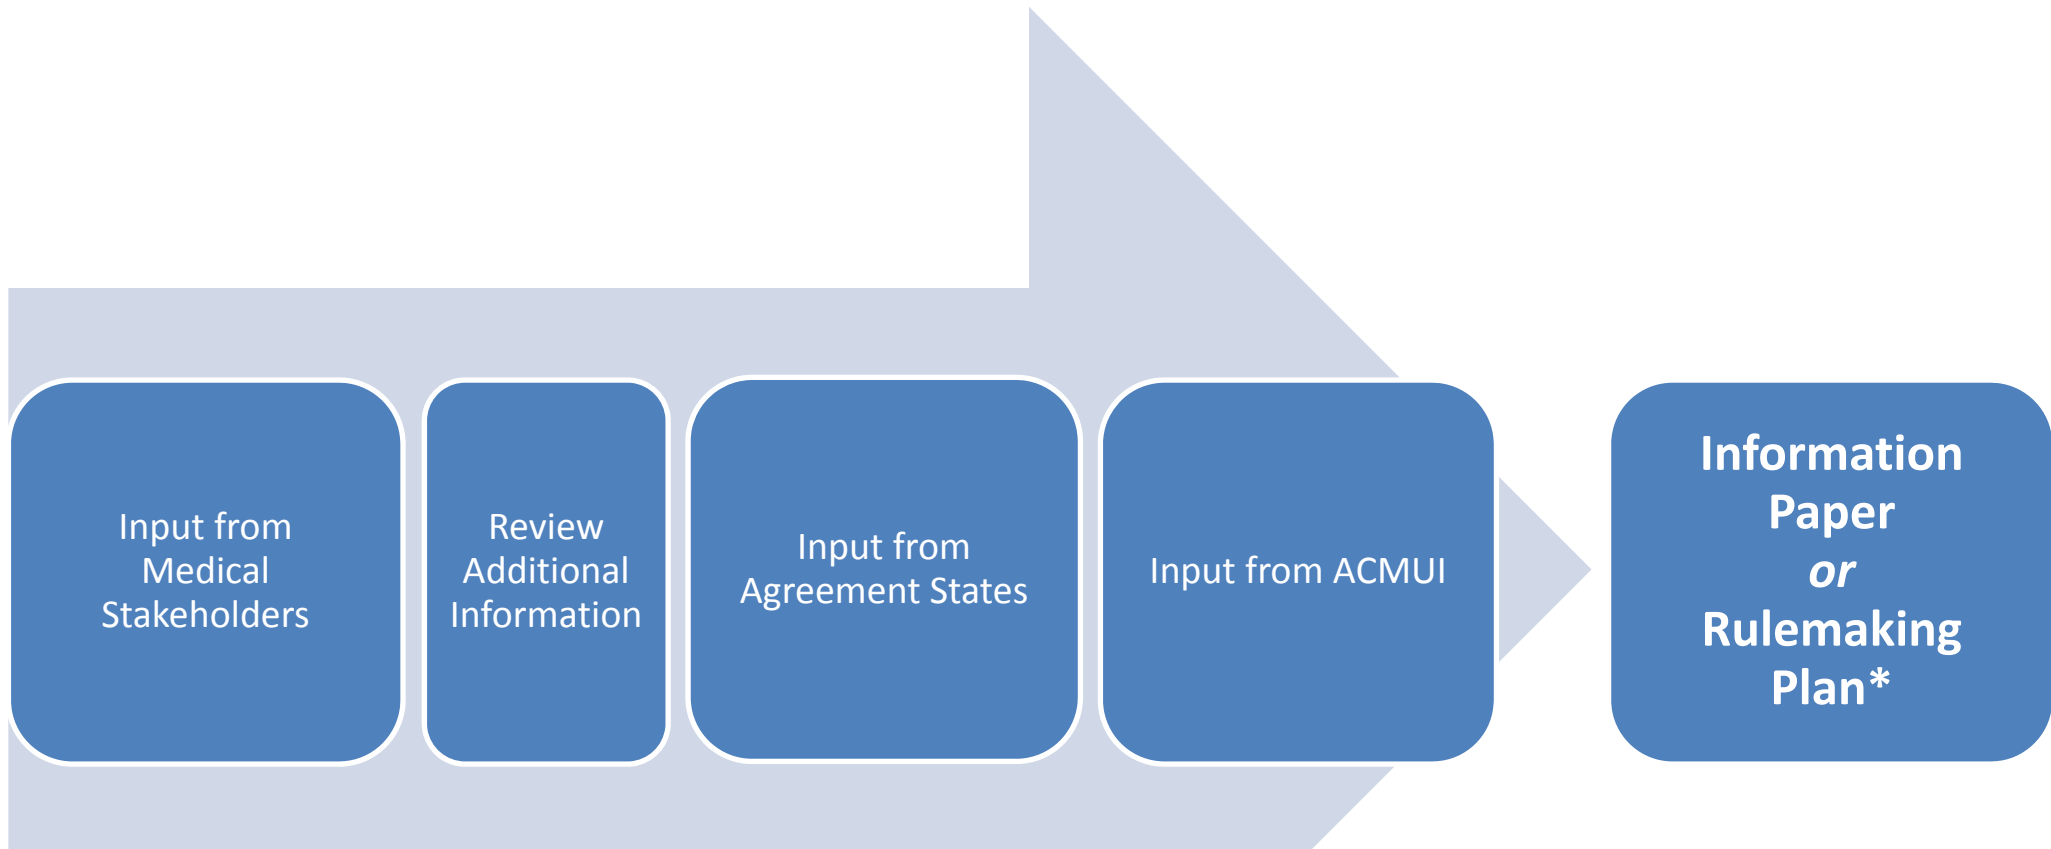 Input from
Medical
Stakeholders
Review
Additional
Information
Input from
Agreement States
Input from ACMUI
Information
Paper
or
Rulemaking
Plan*